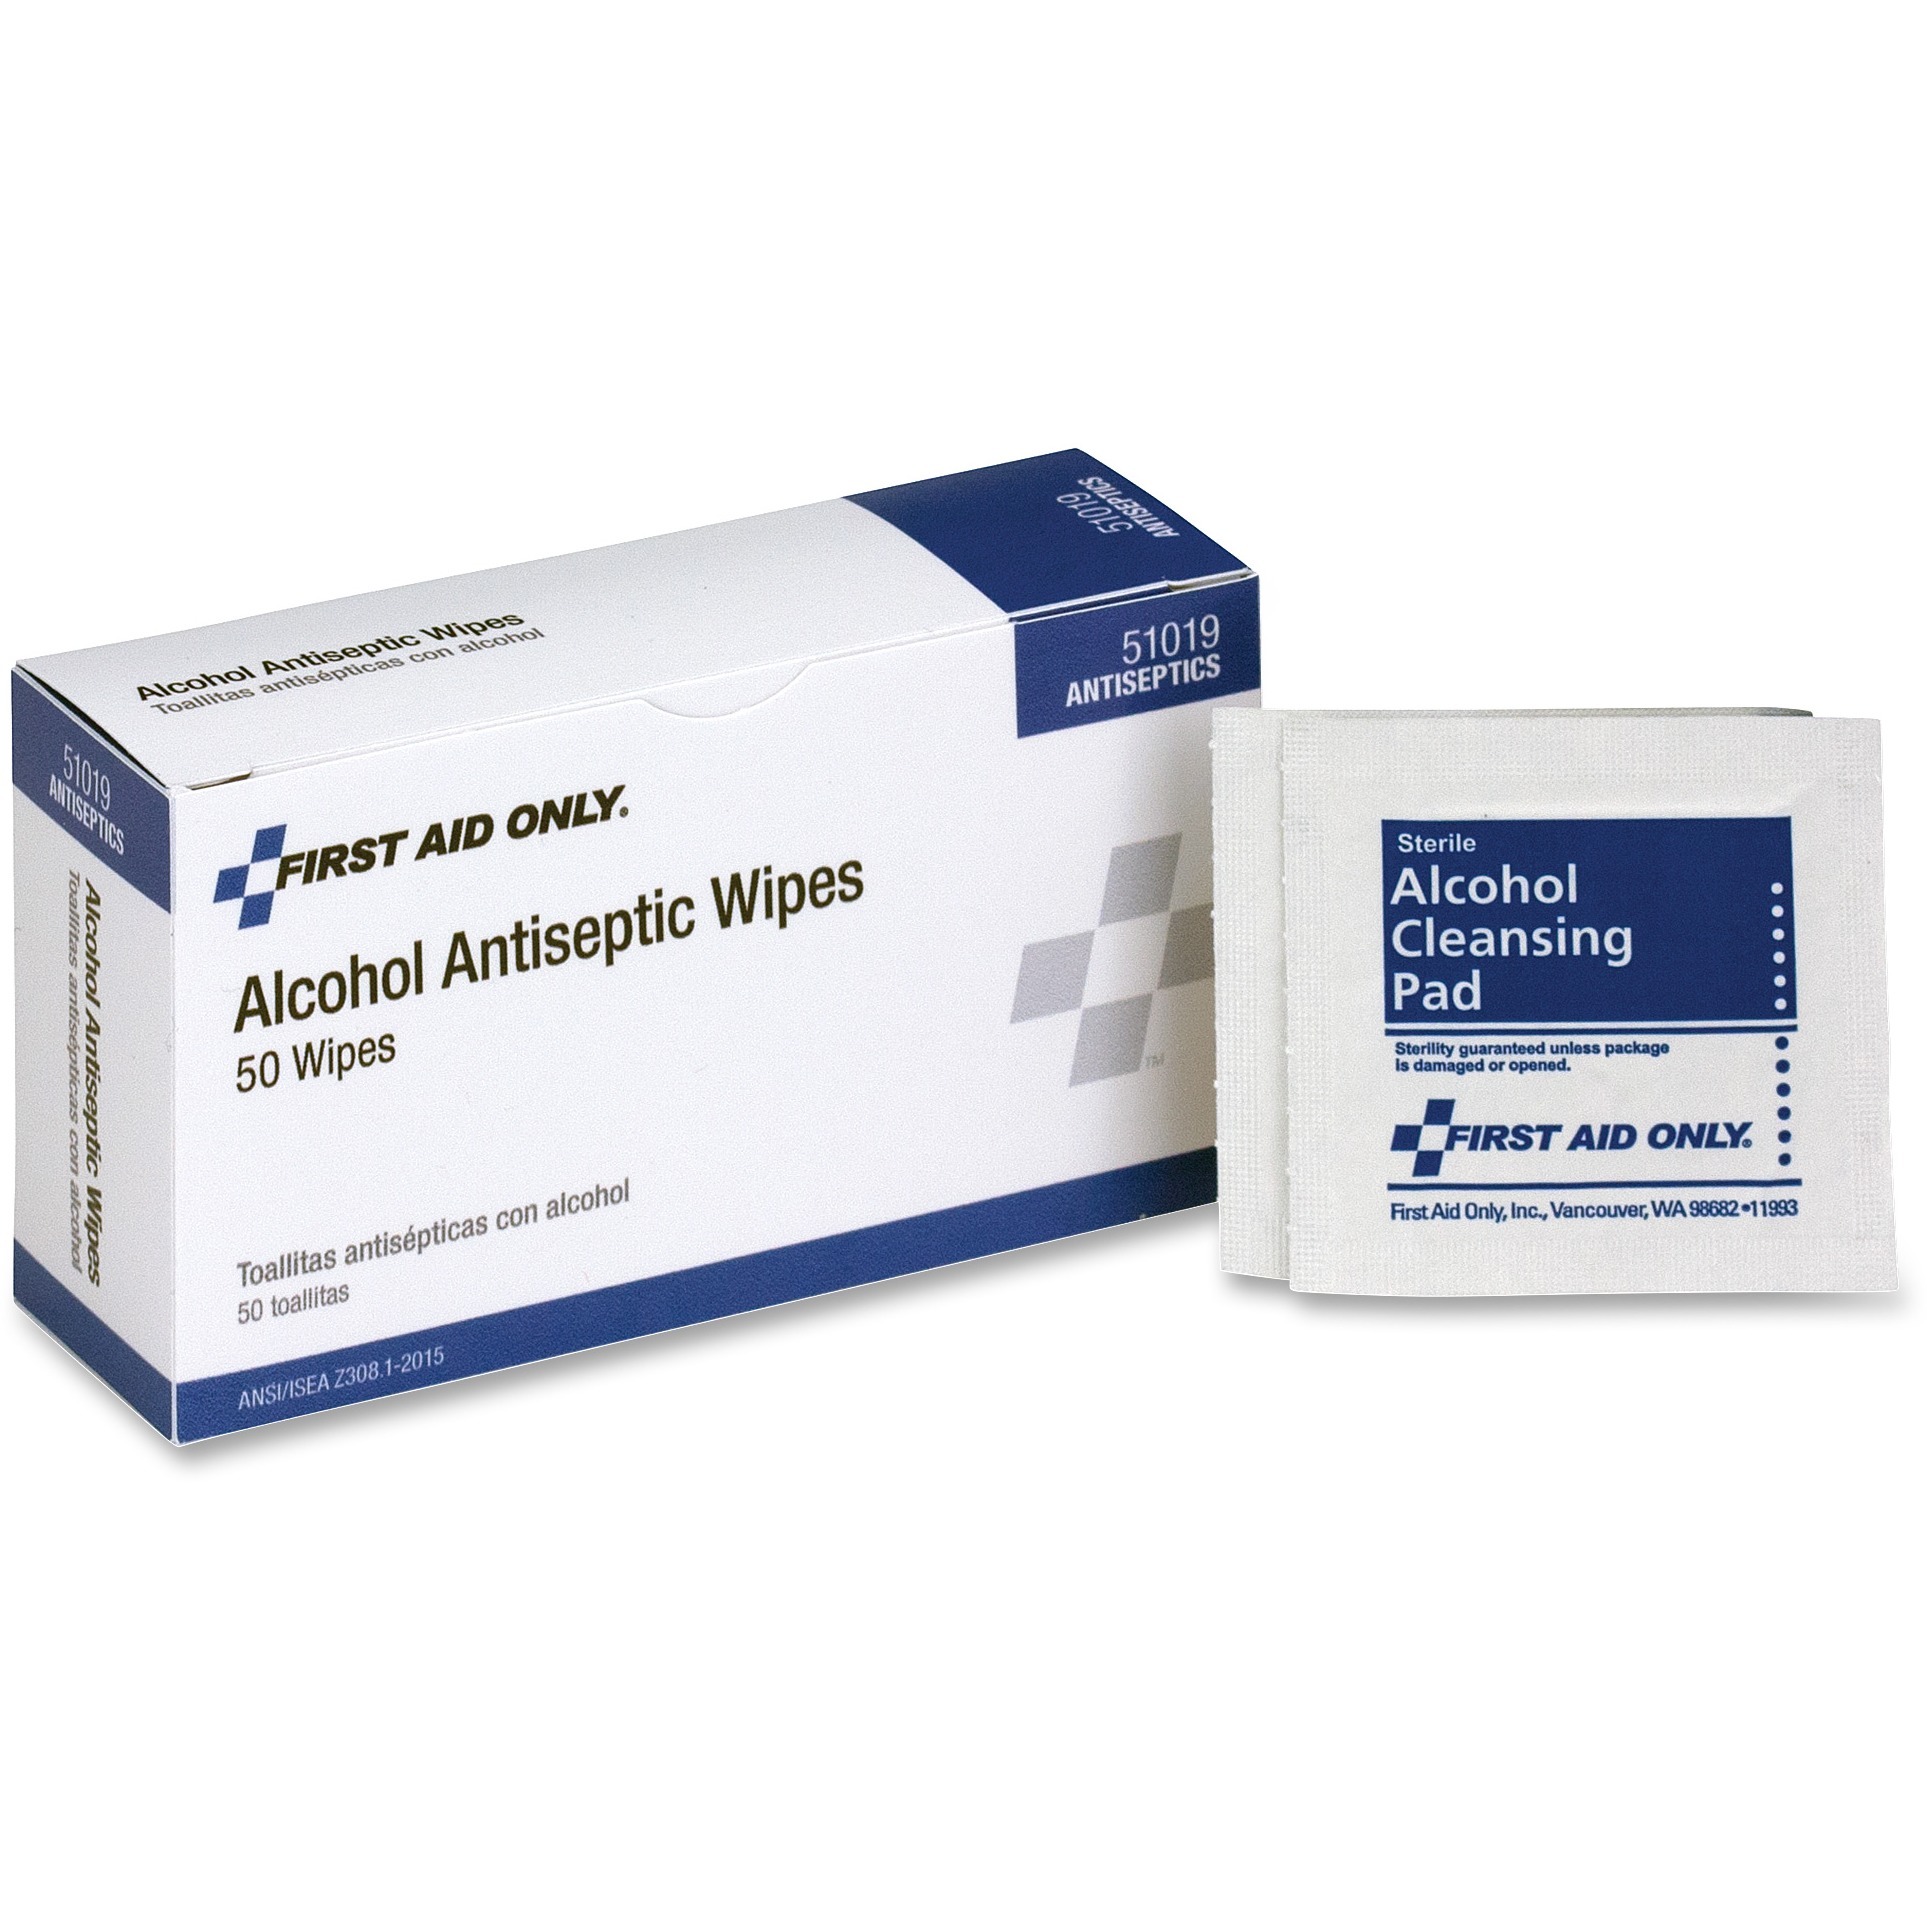 Alcohol Antiseptic Wipes
Toallitas antisépticas con alcohol
51019
ANTISEPTICS
51019
ANTISEPTICS
Alcohol Antiseptic Wipes
Toallitas antisépticas con alcohol
51019
ANTISEPTICS
FIRST AID ONLY®
Alcohol Antiseptic Wipes
50 Wipes
TM
Toallitas antisépticas con alcohol
50 toallitas
ANSI/ISEA Z308.1-2015
Sterile
Alcohol
Cleansing
Pad
Sterility guaranteed unless package
is damaged or opened.
FIRST AID ONLY®
First Aid Only, Inc., Vancouver, WA 98682 •11993